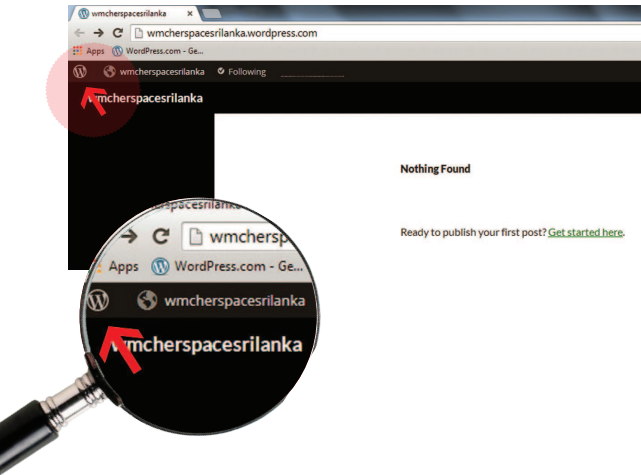 wmcherspacesrilanka ×
wmcherspacesrilanka.wordpress.com
Apps WordPress.com - Ge...
wmcherspacesrilanka Following
wmcherspacesrilanka
Nothing Found
Ready to publish your first post? Get started here.
wmchersp
Apps WordPress.com - Ge...
wmcherspacesrilanka
wmcherspacesrilanka